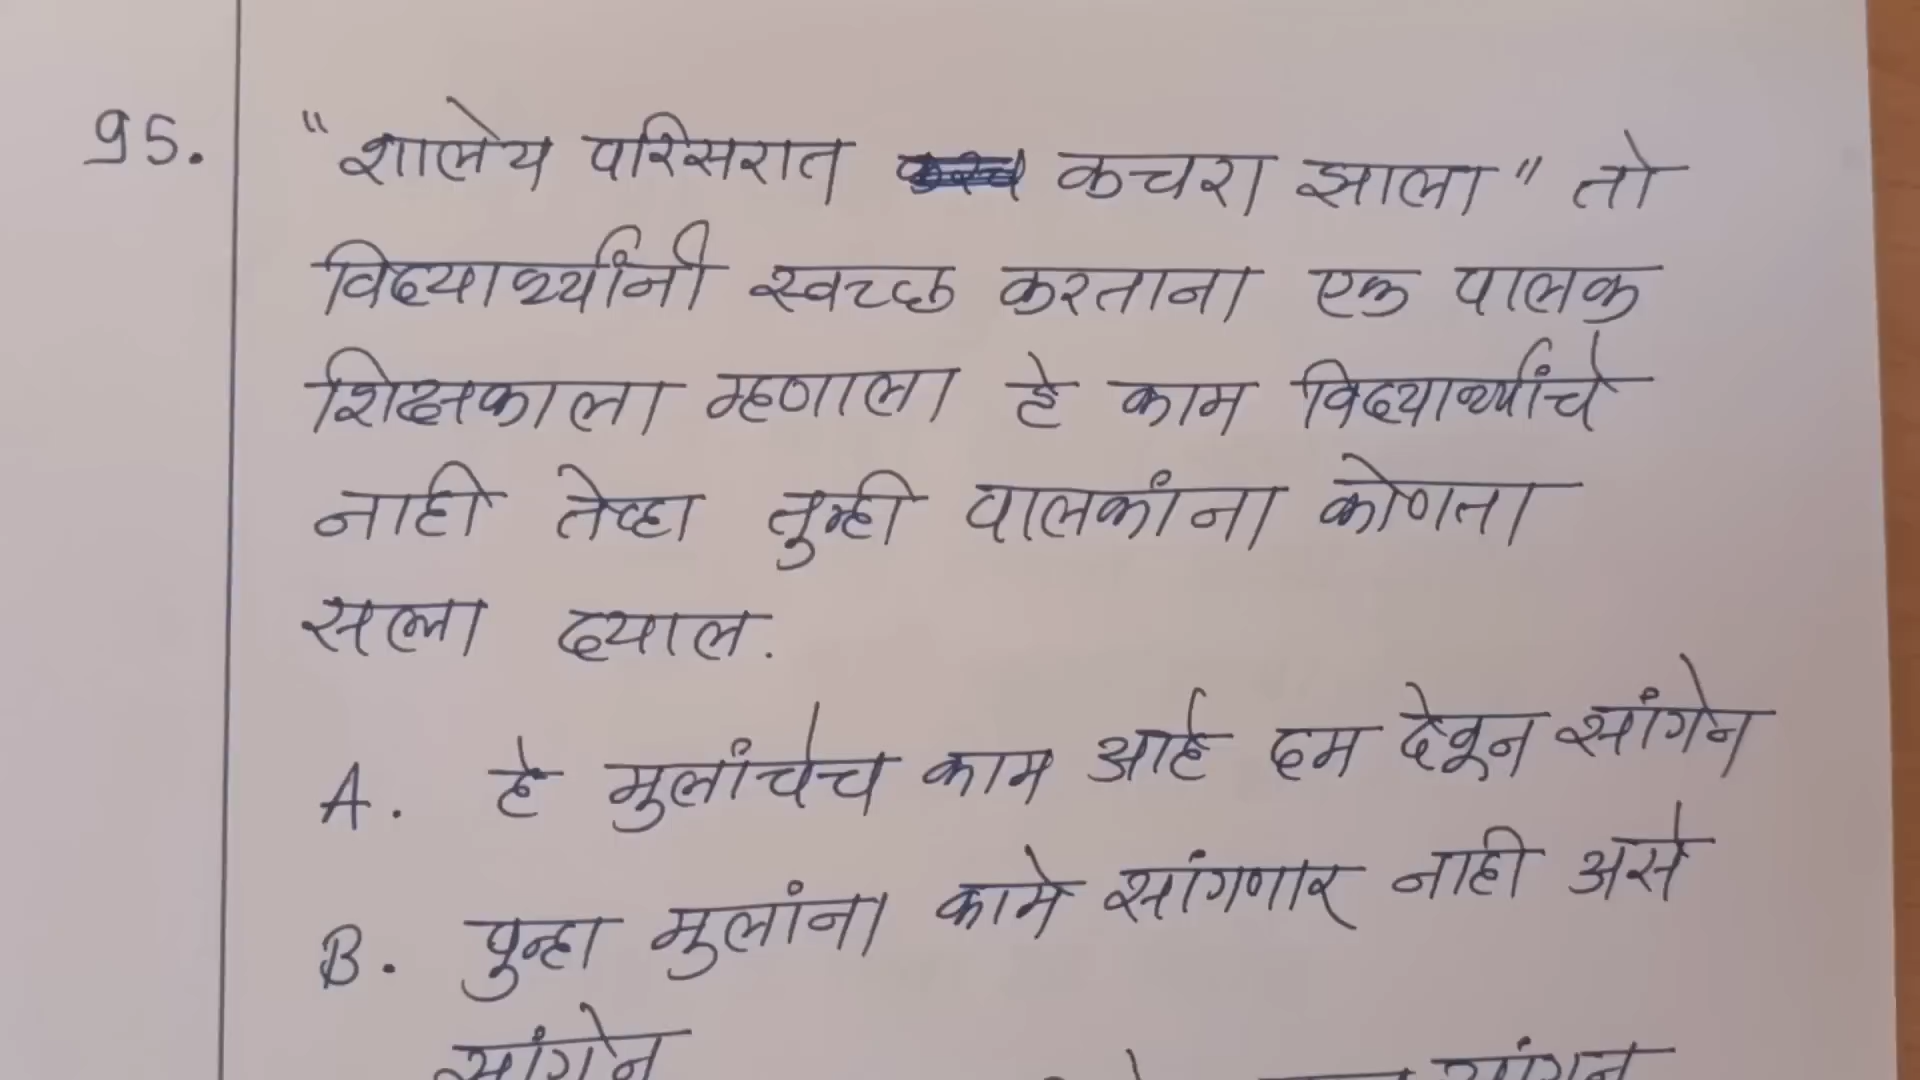 95. "शालेय परिसरात कचरा झाला" तो
विद्यार्थ्यांनी स्वच्छ करताना एक पालक
शिक्षकाला म्हणाला हे काम विद्यार्थ्यांचे
नाही तेव्हा तुम्ही पालकांना कोणता
सल्ला द्याल.
A. हे मुलांचेच काम आहे दम देवून सांगेन
B. पुन्हा मुलांना कामे सांगणार नाही असे
सांगेन